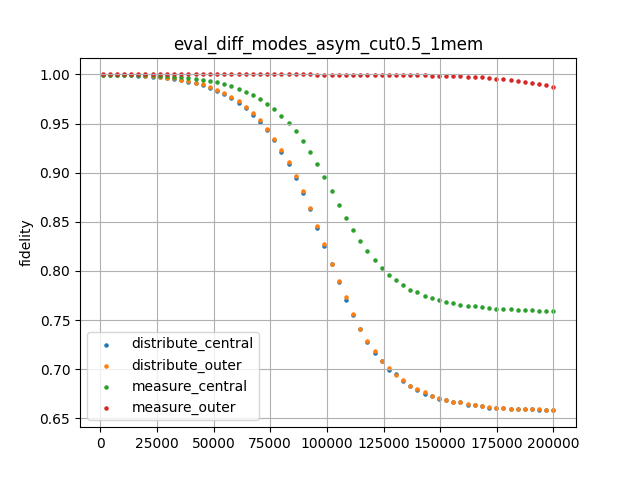 eval_diff_modes_asym_cut0.5_1mem
fidelity
1.00
0.95
0.90
0.85
0.80
0.75
0.70
0.65
distribute_central
distribute_outer
measure_central
measure_outer
0 25000 50000 75000 100000 125000 150000 175000 200000